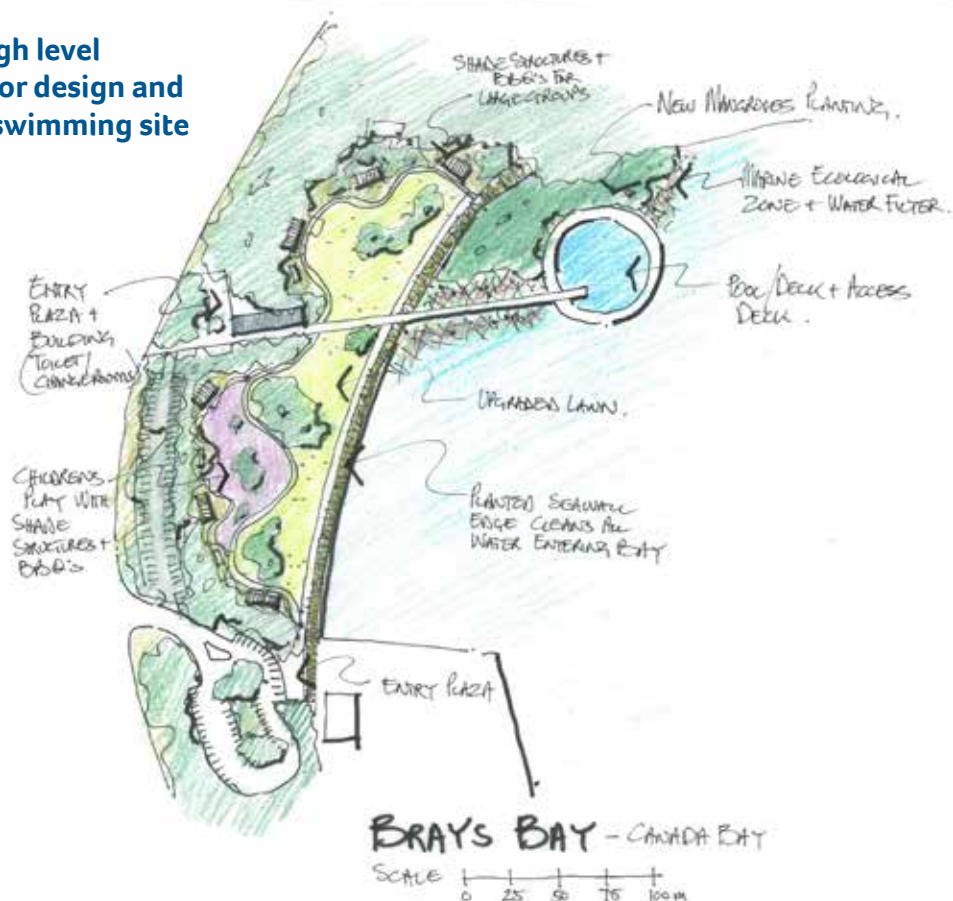 gh level
or design and
swimming site
SHADE STRUCTURES +
BBQ'S FOR
LARGE GROUPS
NEW MANGROVES PLANTING.
MARINE ECOLOGICAL
ZONE + WATER FILTER.
POOL/DECK + ACCESS
DECK.
ENTRY
PLAZA +
BUILDING
(TOILET/
CHANGEROOMS)
UPGRADED LAWN.
CHILDRENS
PLAY WITH
SHADE
STRUCTURES +
BBQ'S
PLANTED SEAWALL
EDGE CLEANS ALL
WATER ENTERING BAY
ENTRY PLAZA
BRAYS BAY - CANADA BAY
SCALE
0 25 50 75 100m